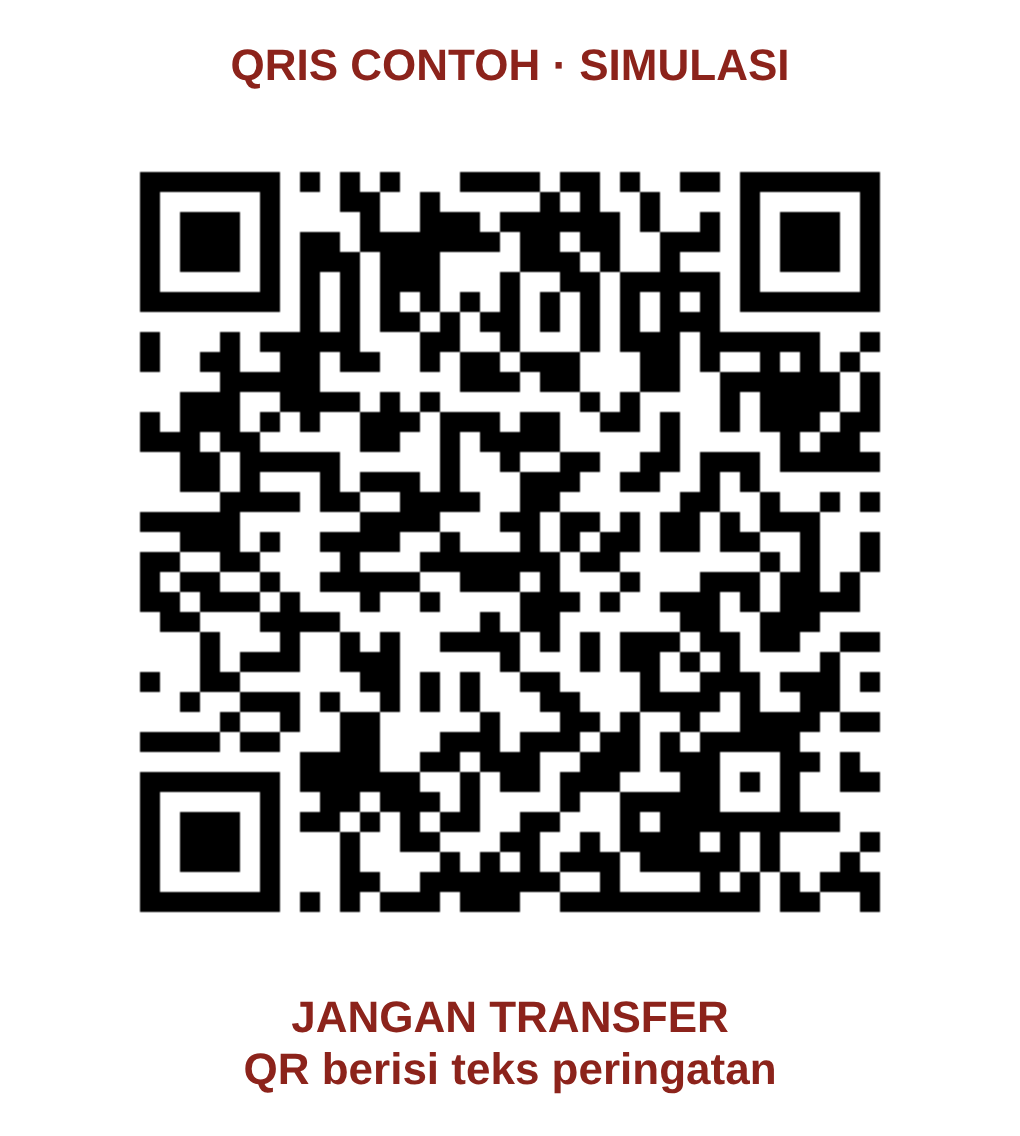 QRIS CONTOH · SIMULASI
JANGAN TRANSFER
QR berisi teks peringatan